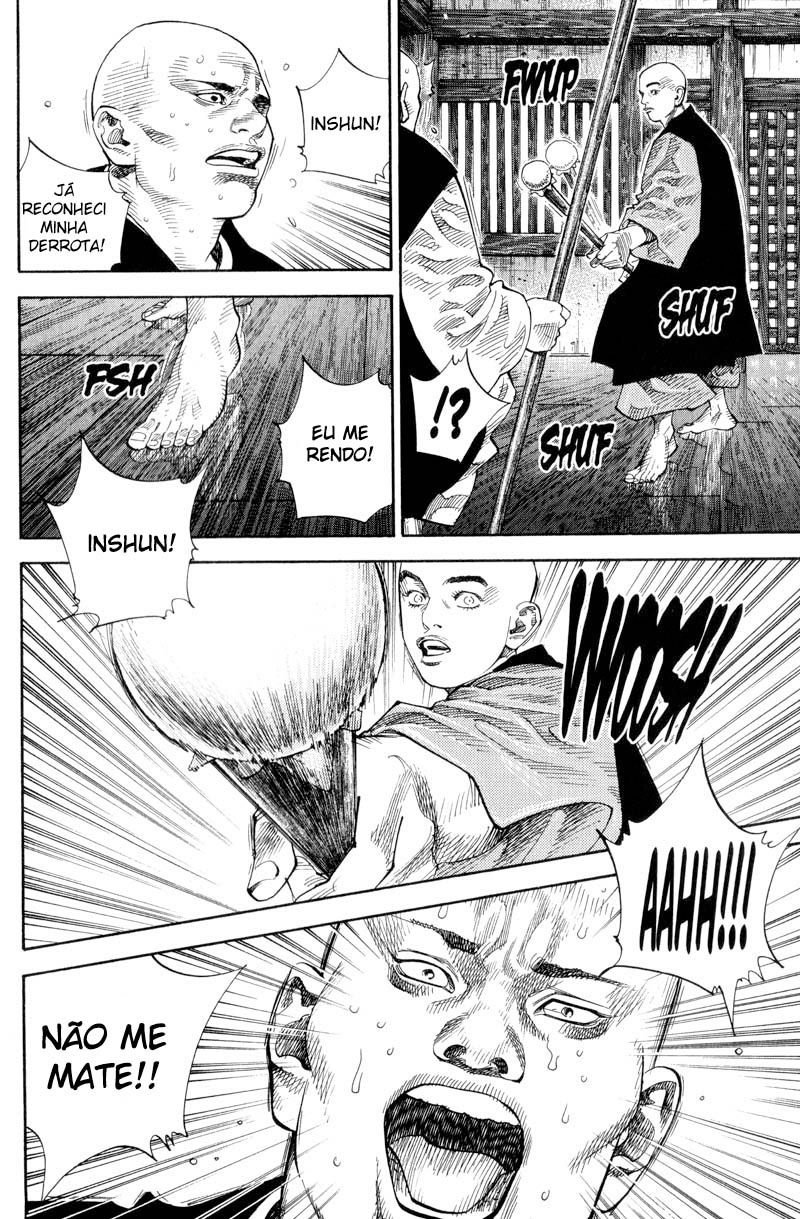 INSHUN!
JÁ
RECONHECI
MINHA
DERROTA!
FWUP
SHUF
SHUF
!?
FSH
EU ME
RENDO!
INSHUN!
VWOOSH
AAHH!!!
NÃO ME
MATE!!